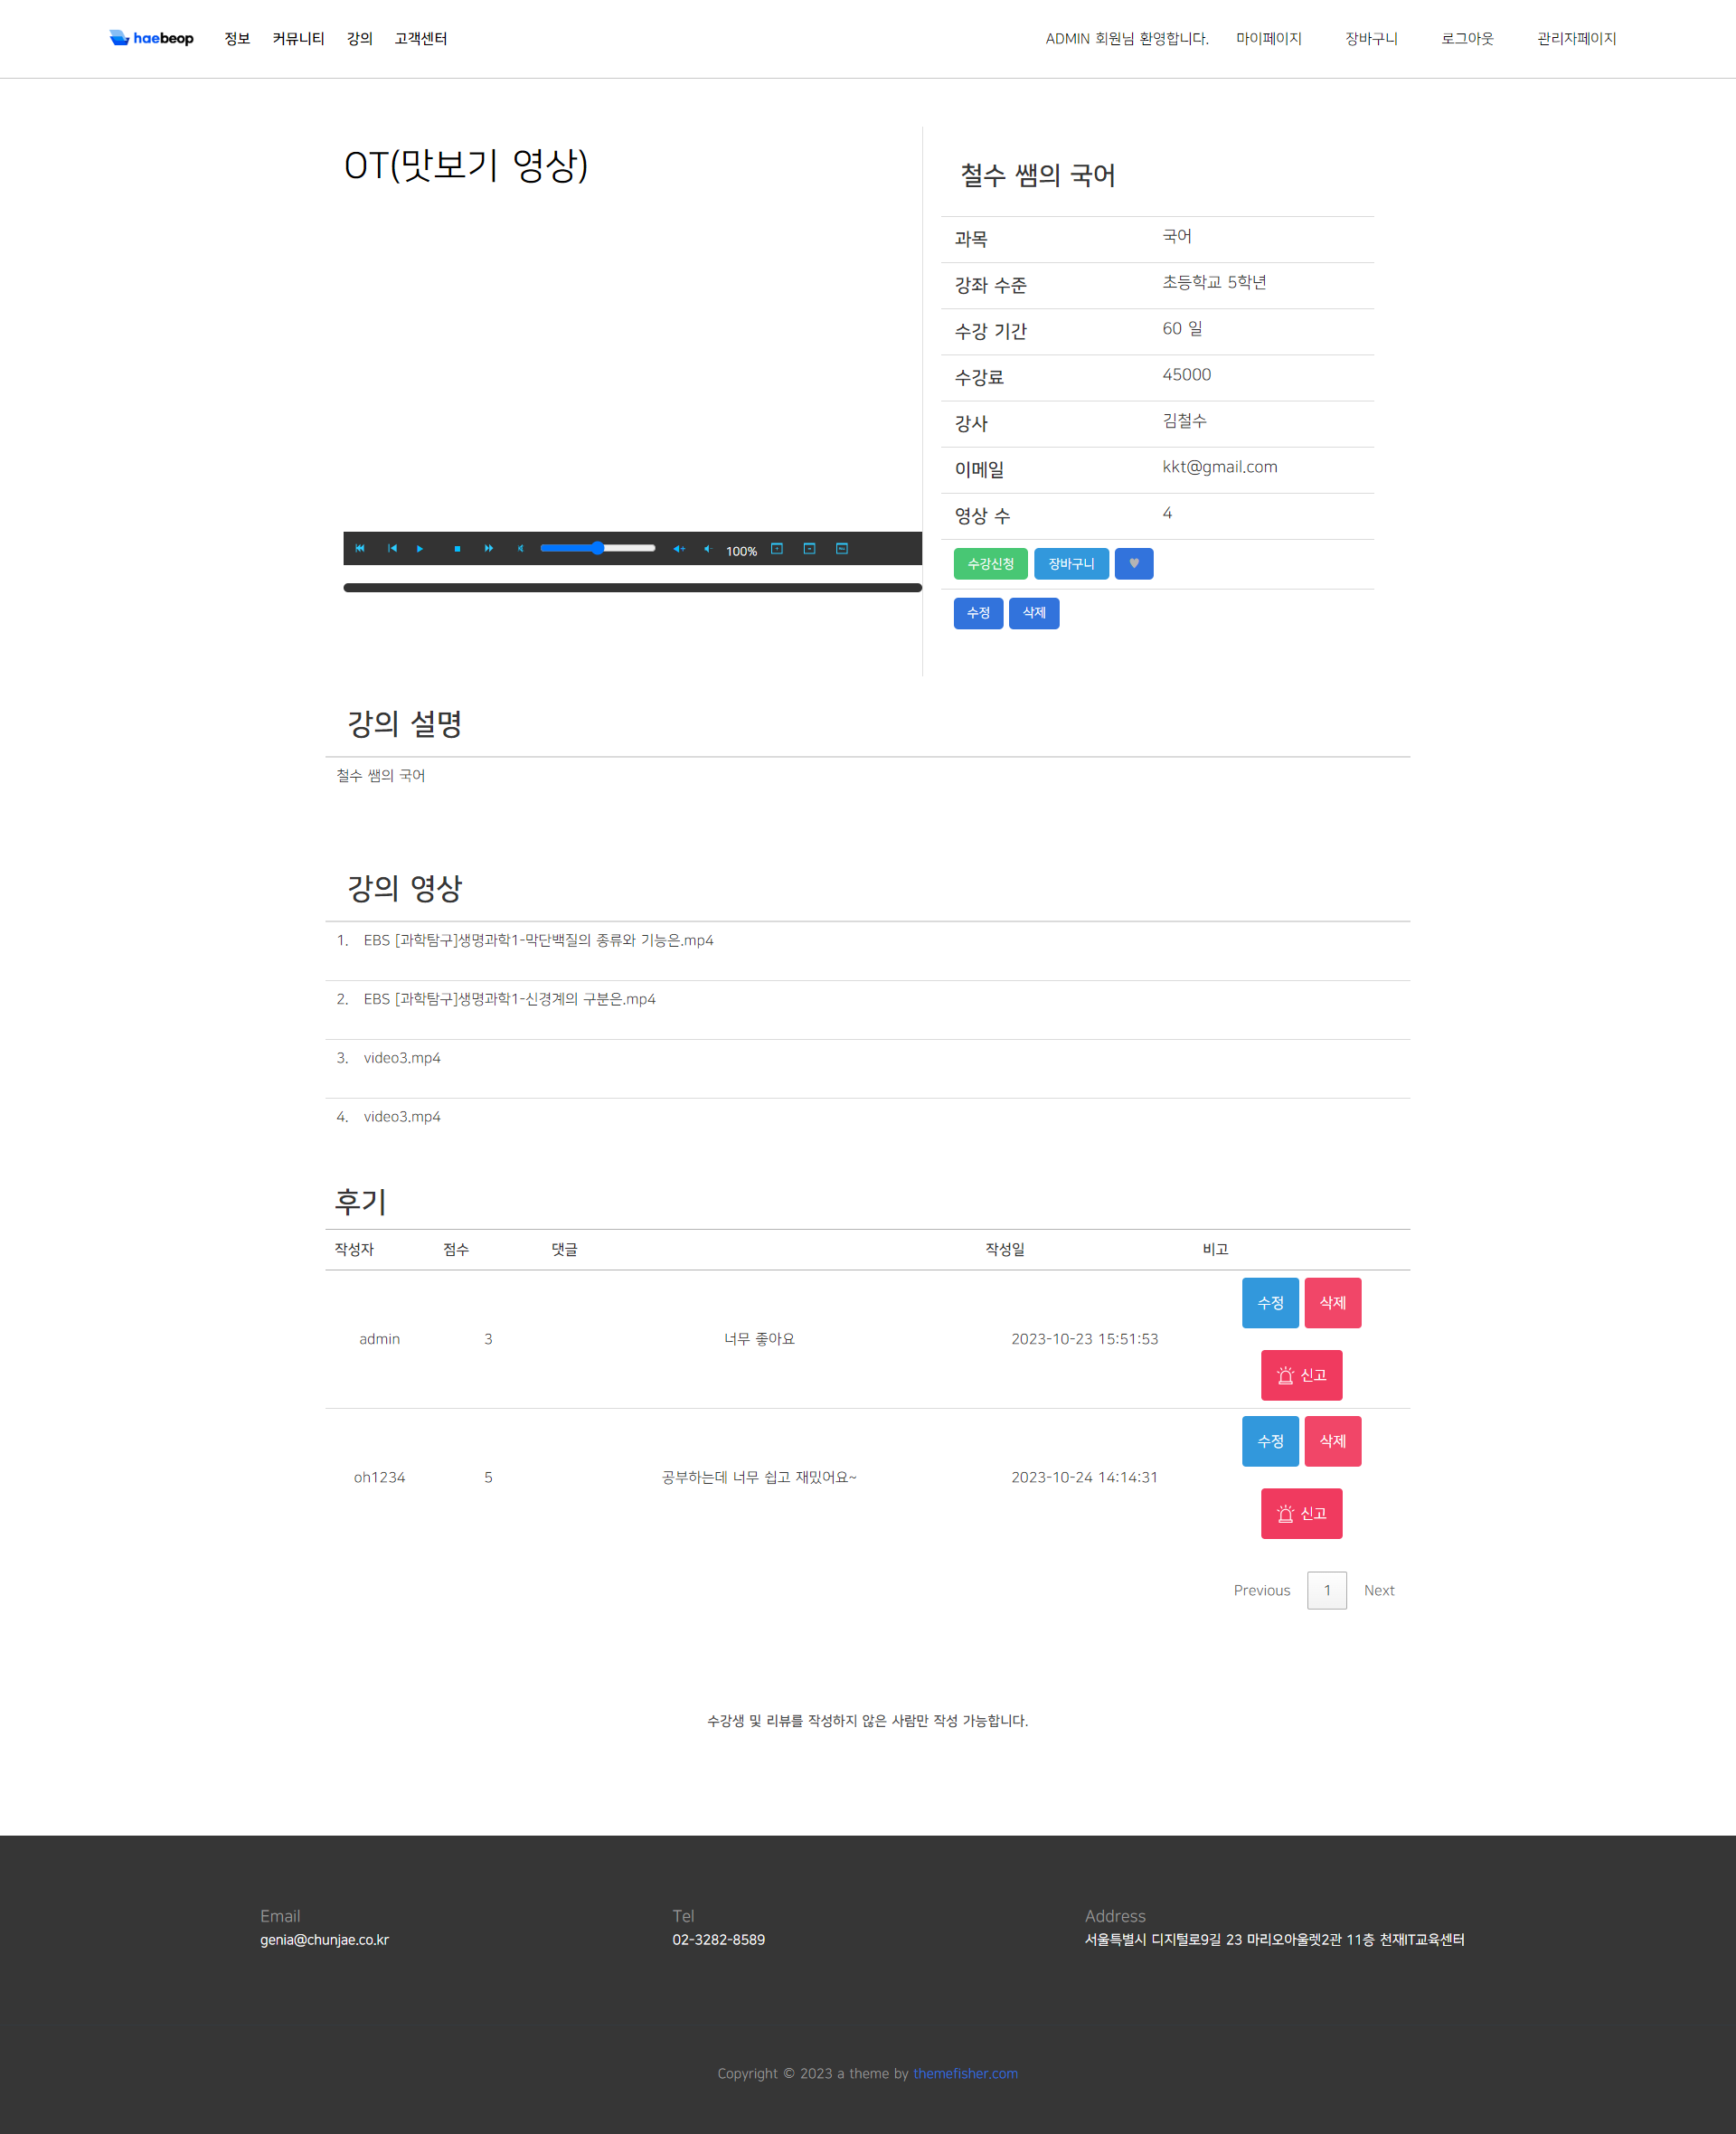 haebeop 정보 커뮤니티 강의 고객센터 ADMIN 회원님 환영합니다. 마이페이지 장바구니 로그아웃 관리자페이지
OT(맛보기 영상)
100%
철수 쌤의 국어
과목 국어
강좌 수준 초등학교 5학년
수강 기간 60 일
수강료 45000
강사 김철수
이메일 kkt@gmail.com
영상 수 4
수강신청 장바구니 ♥
수정 삭제
강의 설명
철수 쌤의 국어
강의 영상
1. EBS [과학탐구]생명과학1-막단백질의 종류와 기능은.mp4
2. EBS [과학탐구]생명과학1-신경계의 구분은.mp4
3. video3.mp4
4. video3.mp4
후기
작성자 점수 댓글 작성일 비고
admin 3 너무 좋아요 2023-10-23 15:51:53 수정 삭제
신고
oh1234 5 공부하는데 너무 쉽고 재밌어요~ 2023-10-24 14:14:31 수정 삭제
신고
Previous 1 Next
수강생 및 리뷰를 작성하지 않은 사람만 작성 가능합니다.
Email Tel Address
genia@chunjae.co.kr 02-3282-8589 서울특별시 디지털로9길 23 마리오아울렛2관 11층 천재IT교육센터
Copyright © 2023 a theme by themefisher.com